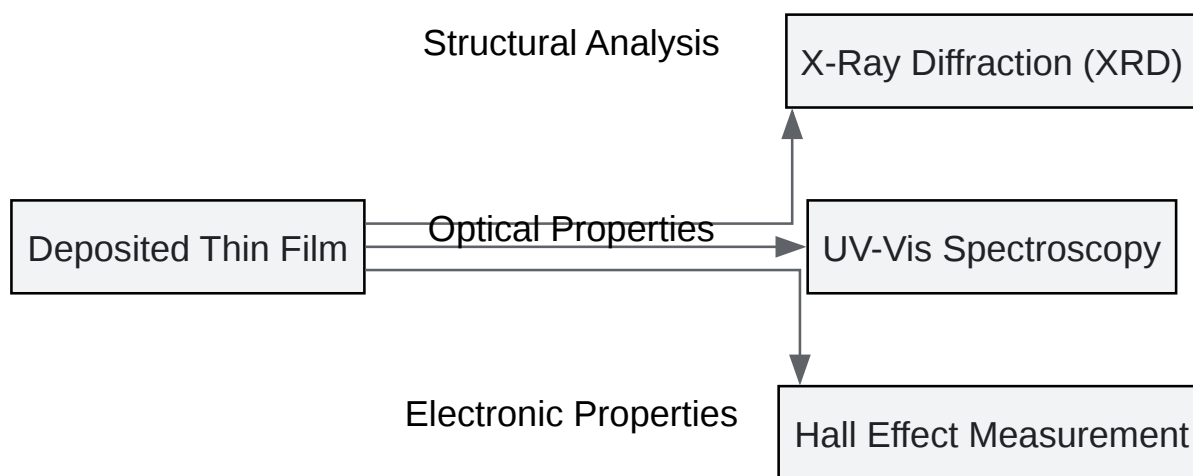 Structural Analysis
X-Ray Diffraction (XRD)
Deposited Thin Film
Optical Properties
UV-Vis Spectroscopy
Electronic Properties
Hall Effect Measurement